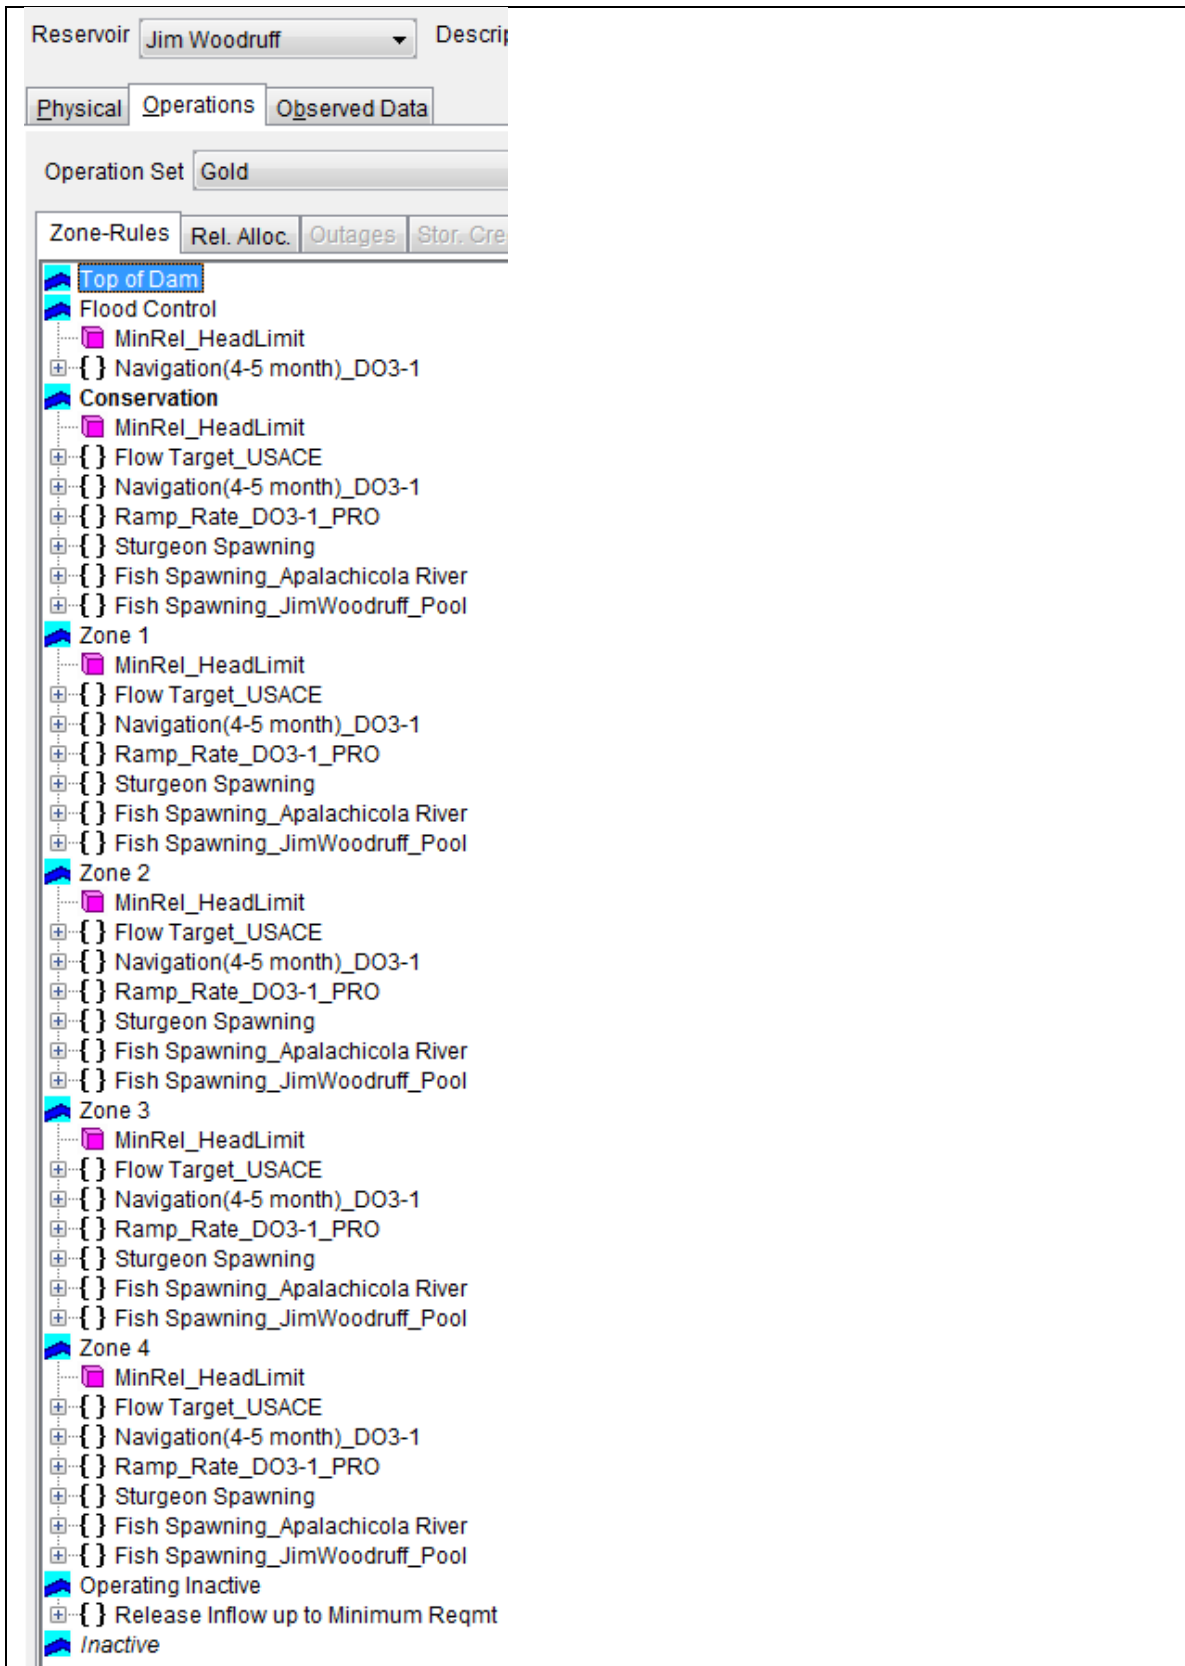 Reservoir Jim Woodruff Descrip
Physical Operations Observed Data
Operation Set Gold
Zone-Rules Rel. Alloc. Outages Stor. Cre
Top of Dam
Flood Control
MinRel_HeadLimit
{ } Navigation(4-5 month)_DO3-1
Conservation
MinRel_HeadLimit
{ } Flow Target_USACE
{ } Navigation(4-5 month)_DO3-1
{ } Ramp_Rate_DO3-1_PRO
{ } Sturgeon Spawning
{ } Fish Spawning_Apalachicola River
{ } Fish Spawning_JimWoodruff_Pool
Zone 1
MinRel_HeadLimit
{ } Flow Target_USACE
{ } Navigation(4-5 month)_DO3-1
{ } Ramp_Rate_DO3-1_PRO
{ } Sturgeon Spawning
{ } Fish Spawning_Apalachicola River
{ } Fish Spawning_JimWoodruff_Pool
Zone 2
MinRel_HeadLimit
{ } Flow Target_USACE
{ } Navigation(4-5 month)_DO3-1
{ } Ramp_Rate_DO3-1_PRO
{ } Sturgeon Spawning
{ } Fish Spawning_Apalachicola River
{ } Fish Spawning_JimWoodruff_Pool
Zone 3
MinRel_HeadLimit
{ } Flow Target_USACE
{ } Navigation(4-5 month)_DO3-1
{ } Ramp_Rate_DO3-1_PRO
{ } Sturgeon Spawning
{ } Fish Spawning_Apalachicola River
{ } Fish Spawning_JimWoodruff_Pool
Zone 4
MinRel_HeadLimit
{ } Flow Target_USACE
{ } Navigation(4-5 month)_DO3-1
{ } Ramp_Rate_DO3-1_PRO
{ } Sturgeon Spawning
{ } Fish Spawning_Apalachicola River
{ } Fish Spawning_JimWoodruff_Pool
Operating Inactive
{ } Release Inflow up to Minimum Reqmt
Inactive